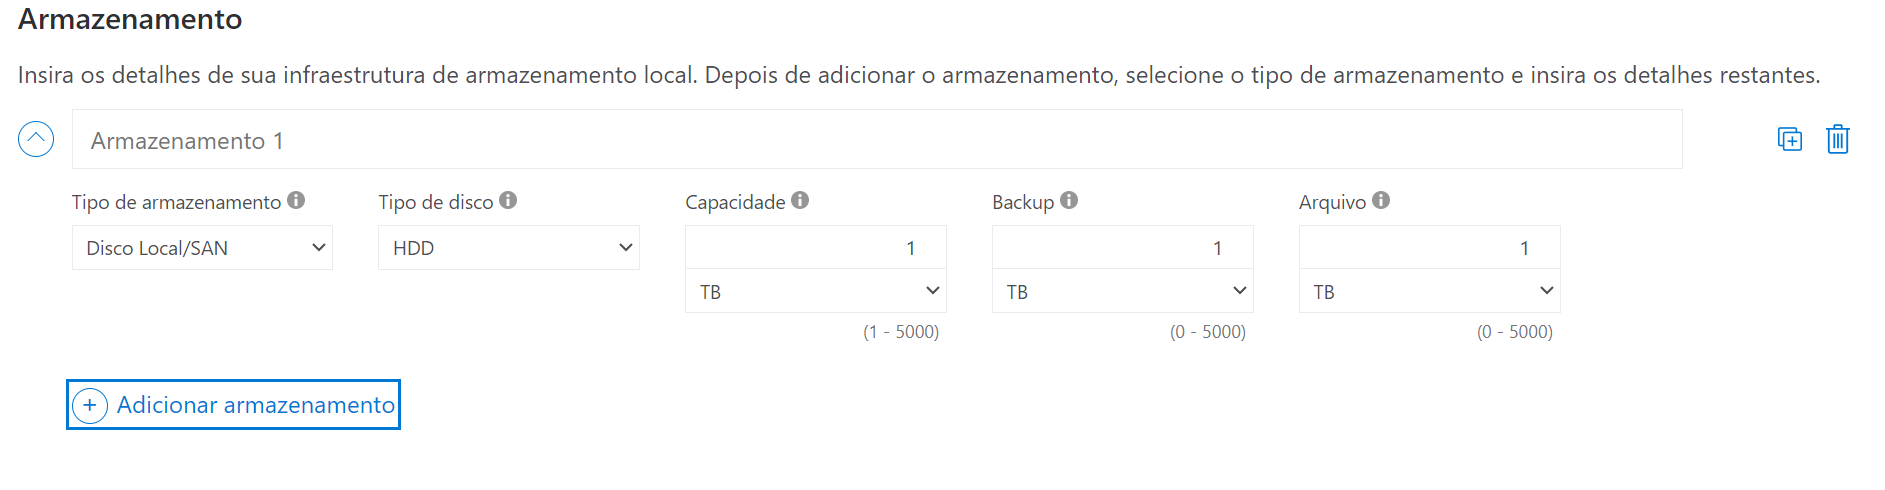 Armazenamento
Insira os detalhes de sua infraestrutura de armazenamento local. Depois de adicionar o armazenamento, selecione o tipo de armazenamento e insira os detalhes restantes.
Armazenamento 1
Tipo de armazenamento
Tipo de disco
Capacidade
Backup
Arquivo
Disco Local/SAN
HDD
1
1
1
TB
TB
TB
(1 - 5000)
(0 - 5000)
(0 - 5000)
Adicionar armazenamento